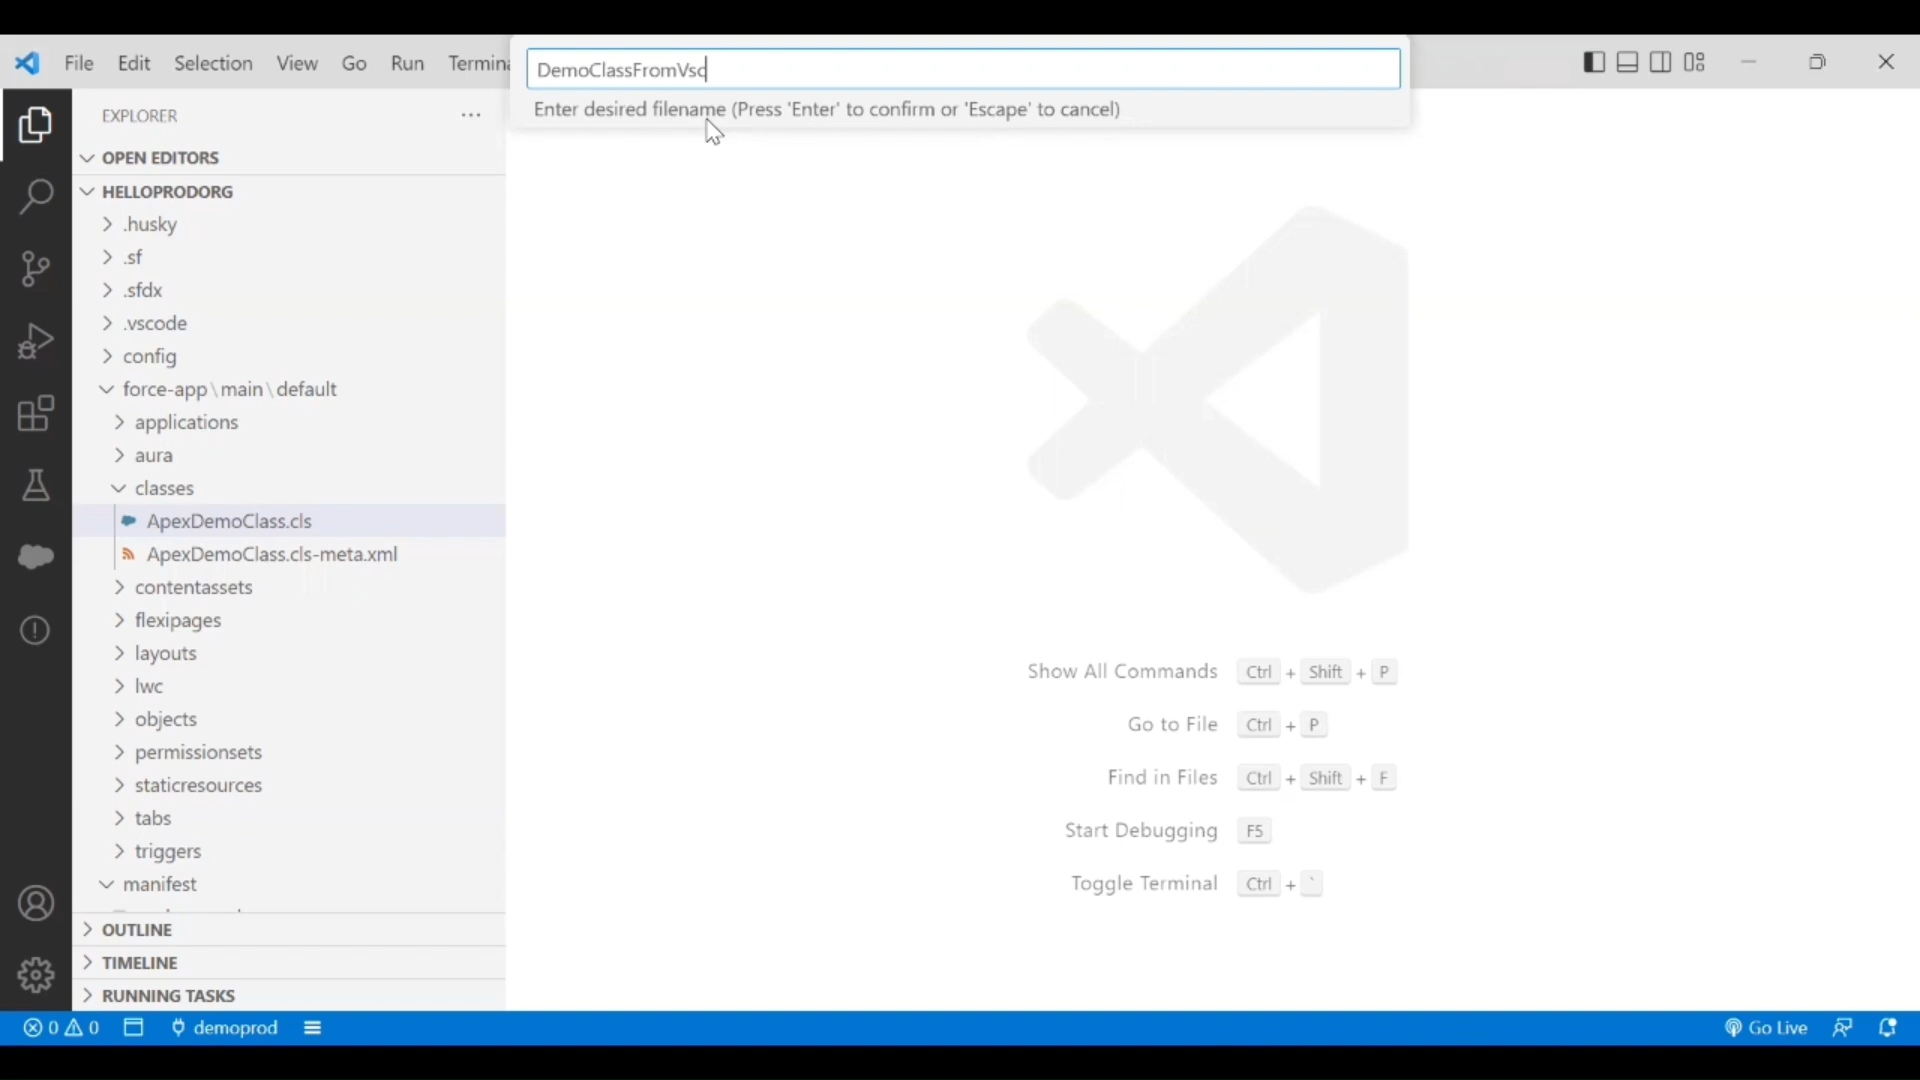 File Edit Selection View Go Run Termina
DemoClassFromVsc
Enter desired filename (Press 'Enter' to confirm or 'Escape' to cancel)
EXPLORER
OPEN EDITORS
HELLOPRODORG
.husky
.sf
.sfdx
.vscode
config
force-app\main\default
applications
aura
classes
ApexDemoClass.cls
ApexDemoClass.cls-meta.xml
contentassets
flexipages
layouts
lwc
objects
permissionsets
staticresources
tabs
triggers
manifest
OUTLINE
TIMELINE
RUNNING TASKS
Show All Commands Ctrl + Shift + P
Go to File Ctrl + P
Find in Files Ctrl + Shift + F
Start Debugging F5
Toggle Terminal Ctrl + `
0 0 demoprod Go Live